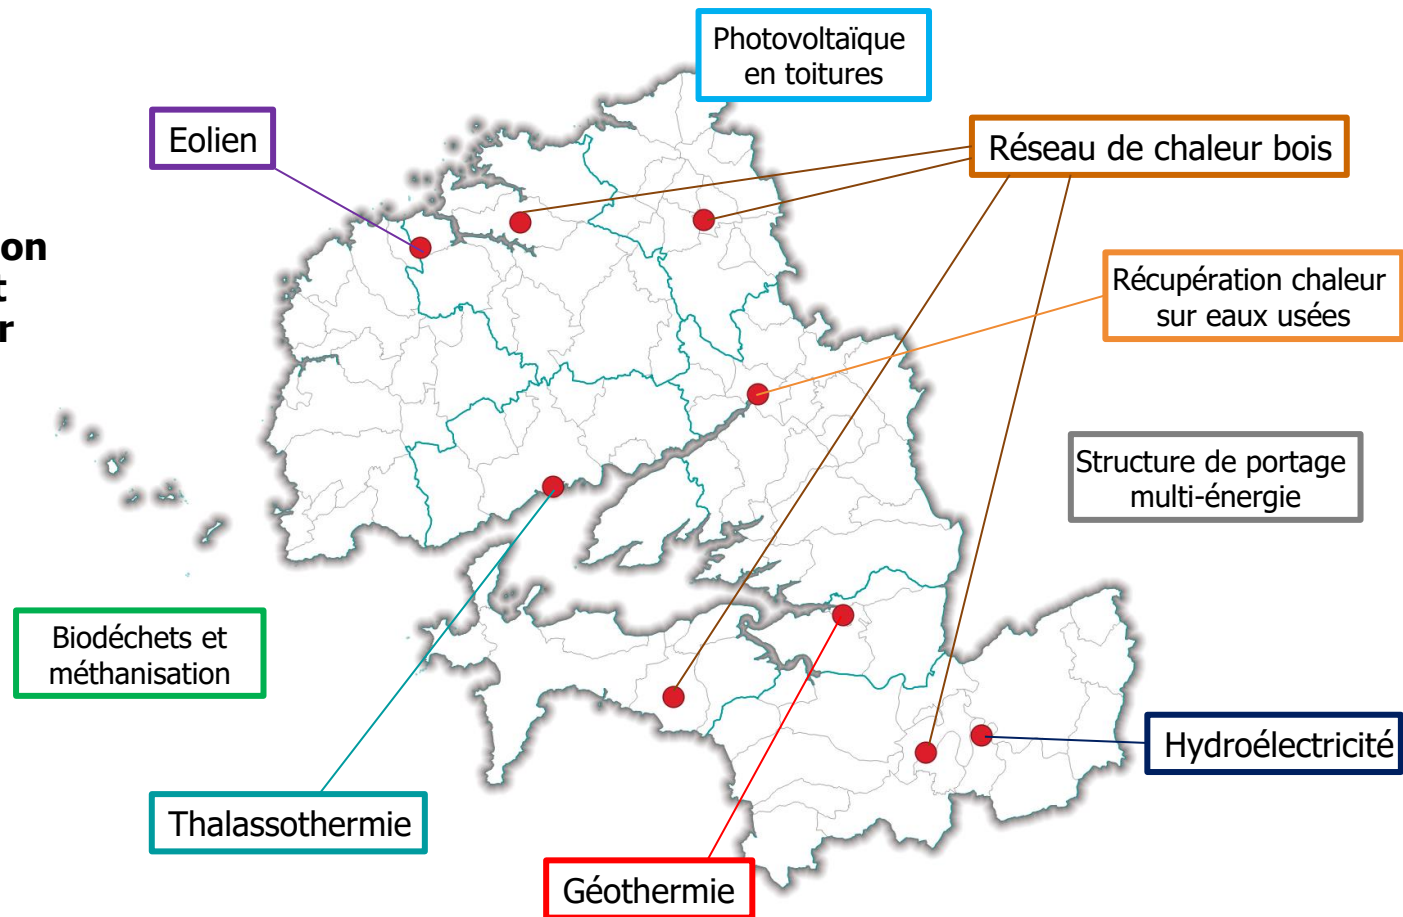 Photovoltaïque
en toitures
Eolien
Réseau de chaleur bois
on
t
r
Récupération chaleur
sur eaux usées
Structure de portage
multi-énergie
Biodéchets et
méthanisation
Hydroélectricité
Thalassothermie
Géothermie